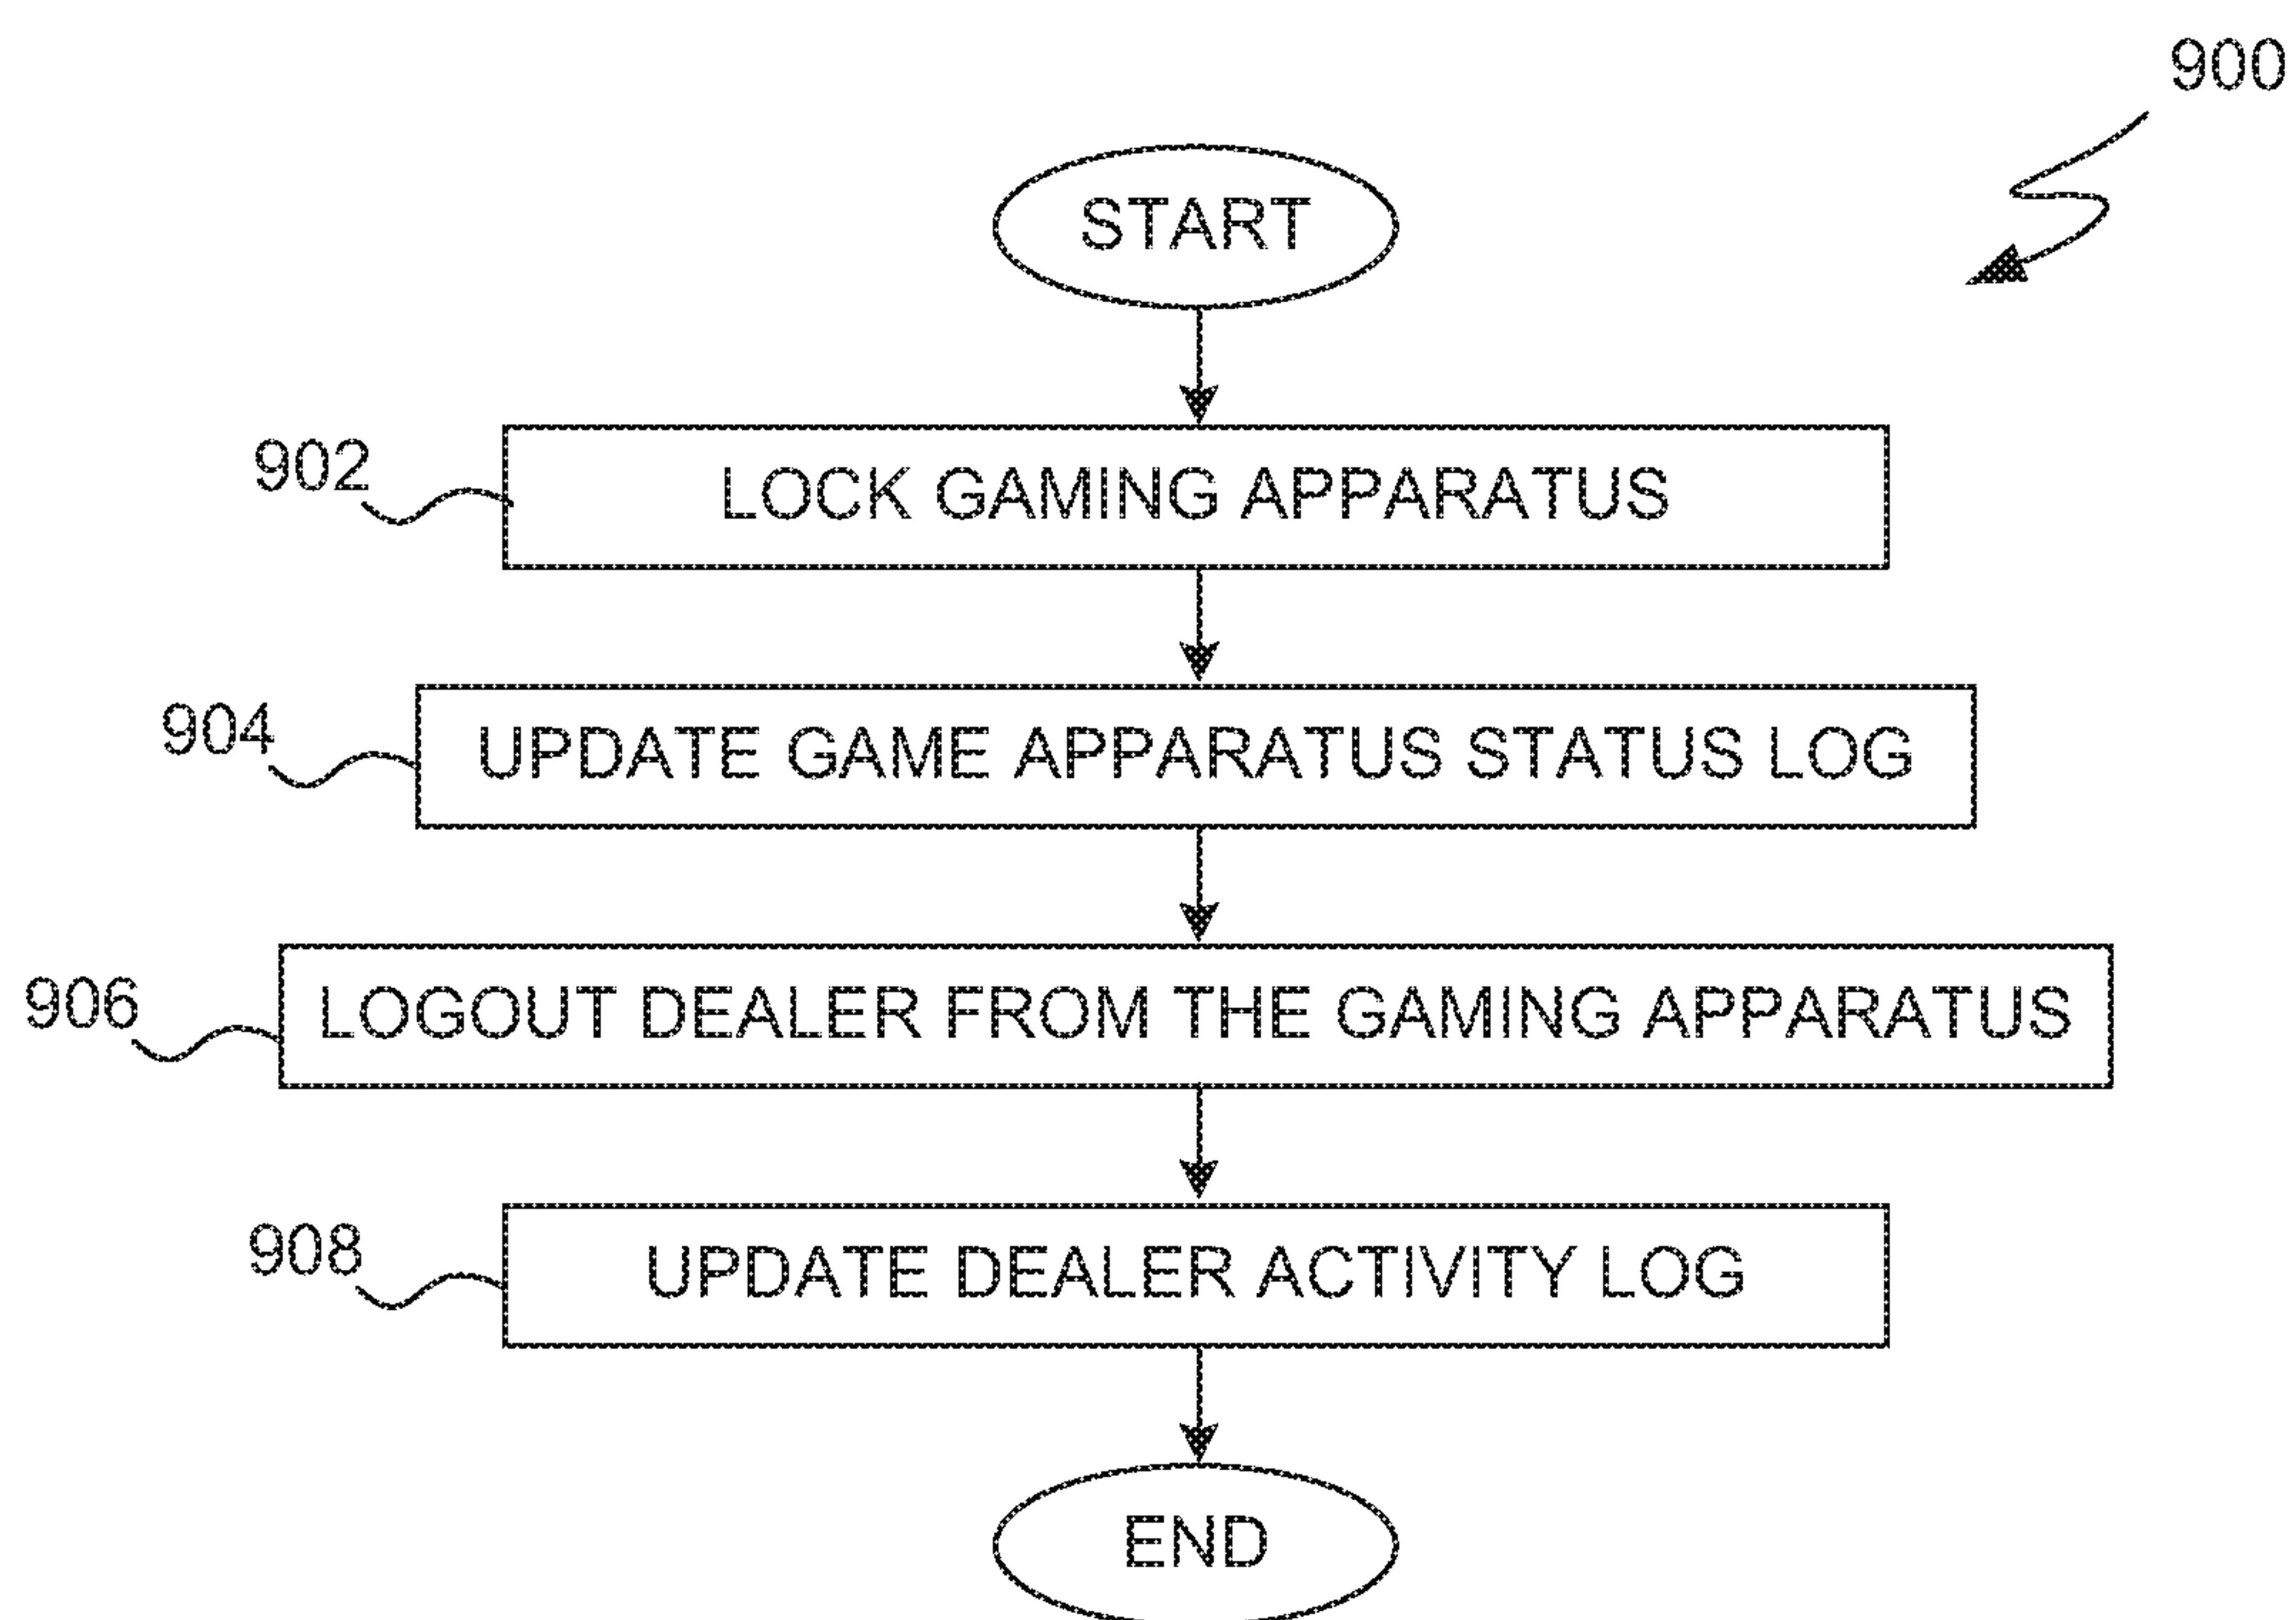 900
START
902
LOCK GAMING APPARATUS
904
UPDATE GAME APPARATUS STATUS LOG
906
LOGOUT DEALER FROM THE GAMING APPARATUS
908
UPDATE DEALER ACTIVITY LOG
END